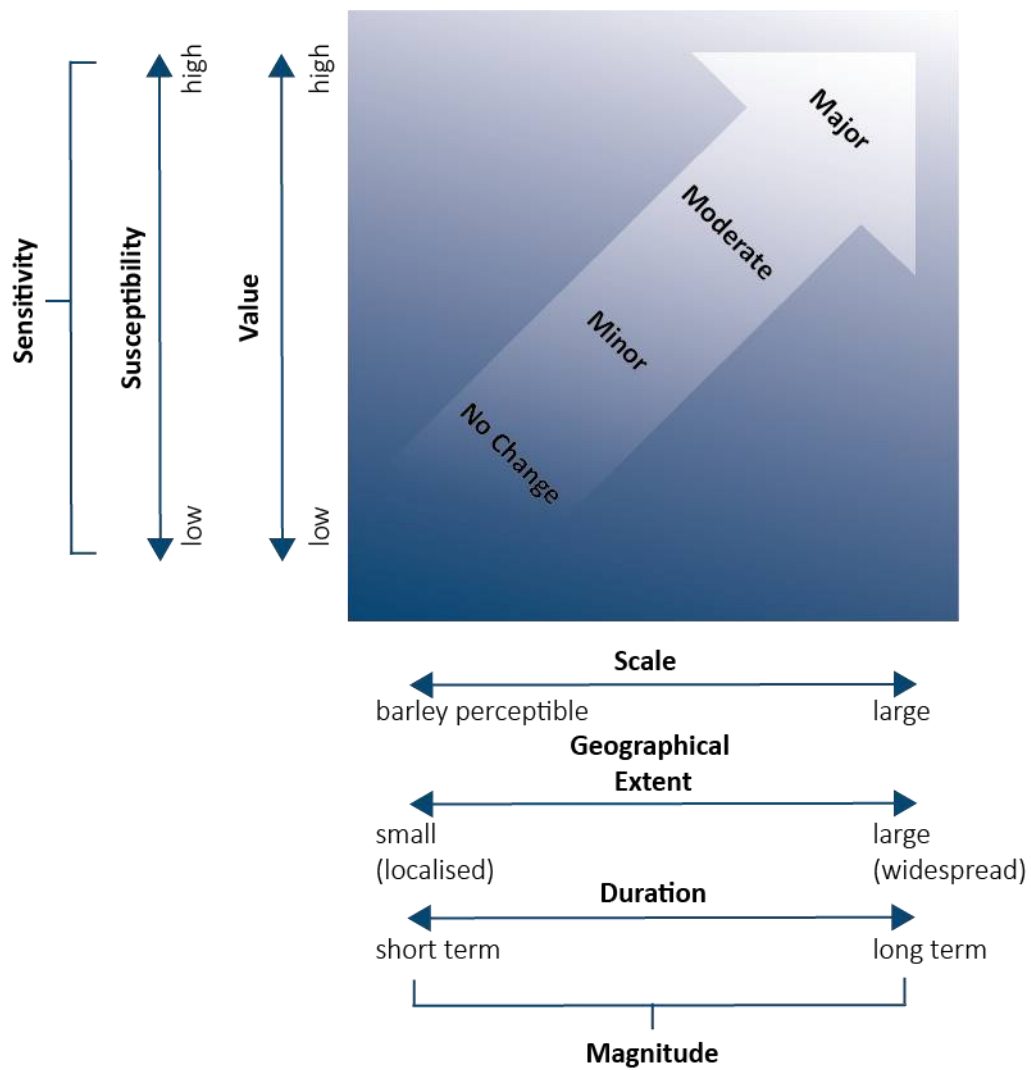 Sensitivity
Susceptibility
high
low
Value
high
low
Major
Moderate
Minor
No Change
Scale
barley perceptible
large
Geographical
Extent
small
(localised)
large
(widespread)
Duration
short term
long term
Magnitude